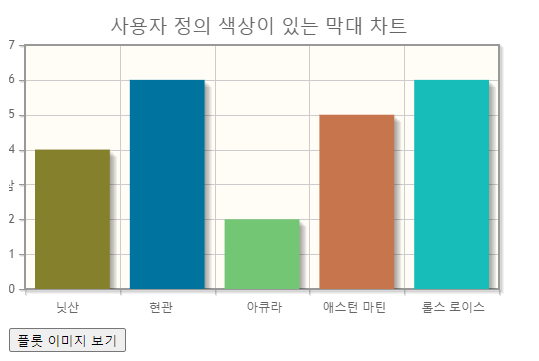 사용자 정의 색상이 있는 막대 차트
7
6
5
4
2
1
0
닛산
현관
아큐라
애스턴 마틴
롤스 로이스
플롯 이미지 보기